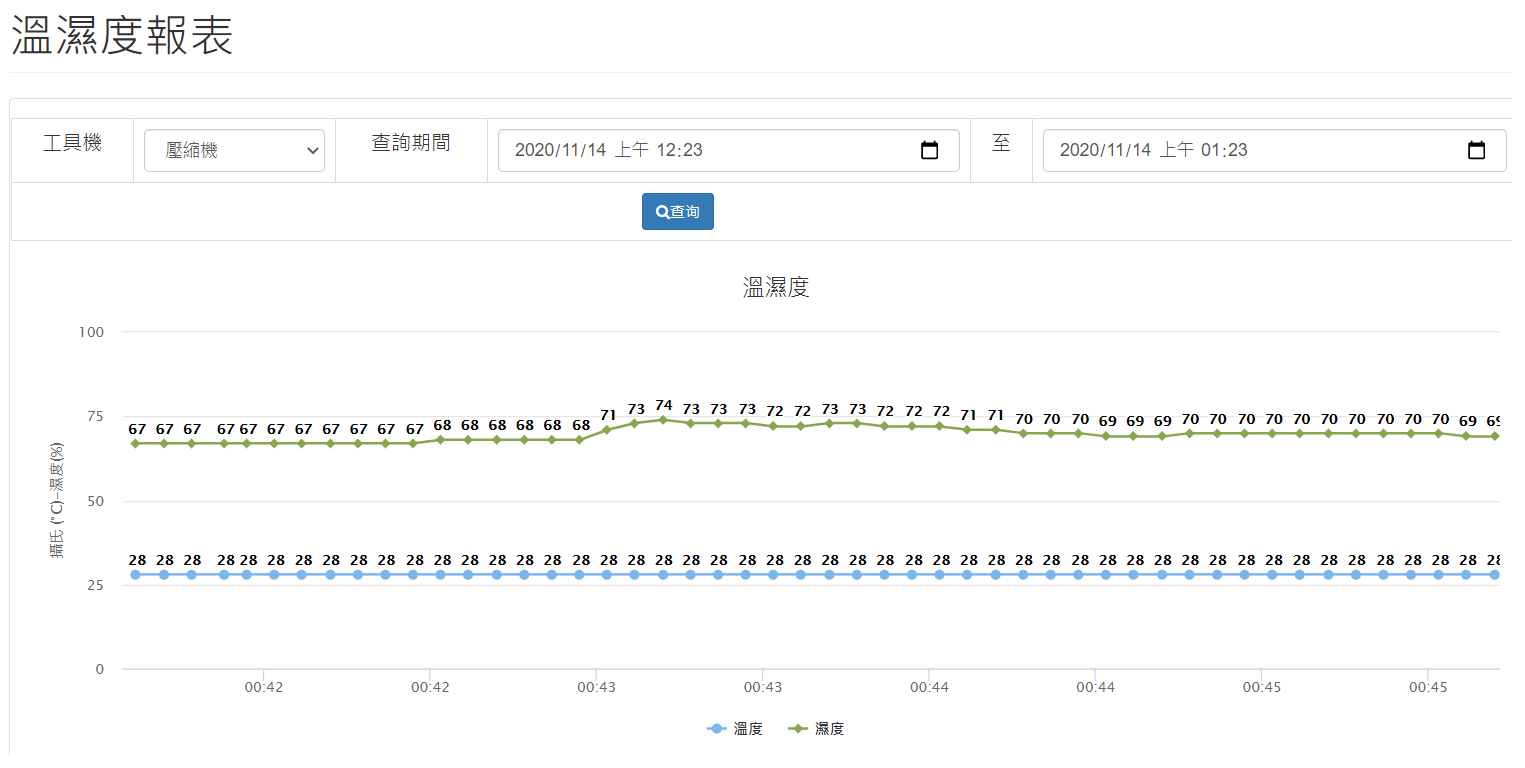 溫濕度報表
工具機 壓縮機 查詢期間 2020/11/14 上午 12:23 至 2020/11/14 上午 01:23
查询
溫濕度
100
75
50
25
0
攝氏 (°C)-濕度(%)
67 67 67 67 67 67 67 67 67 67 67 68 68 68 68 68 68 71 73 74 73 73 73 72 72 73 73 72 72 72 71 71 70 70 70 69 69 69 70 70 70 70 70 70 70 70 70 70 69 69
28 28 28 28 28 28 28 28 28 28 28 28 28 28 28 28 28 28 28 28 28 28 28 28 28 28 28 28 28 28 28 28 28 28 28 28 28 28 28 28 28 28 28 28 28 28 28 28 28 28
00:42 00:42 00:43 00:43 00:44 00:44 00:45 00:45
溫度 濕度